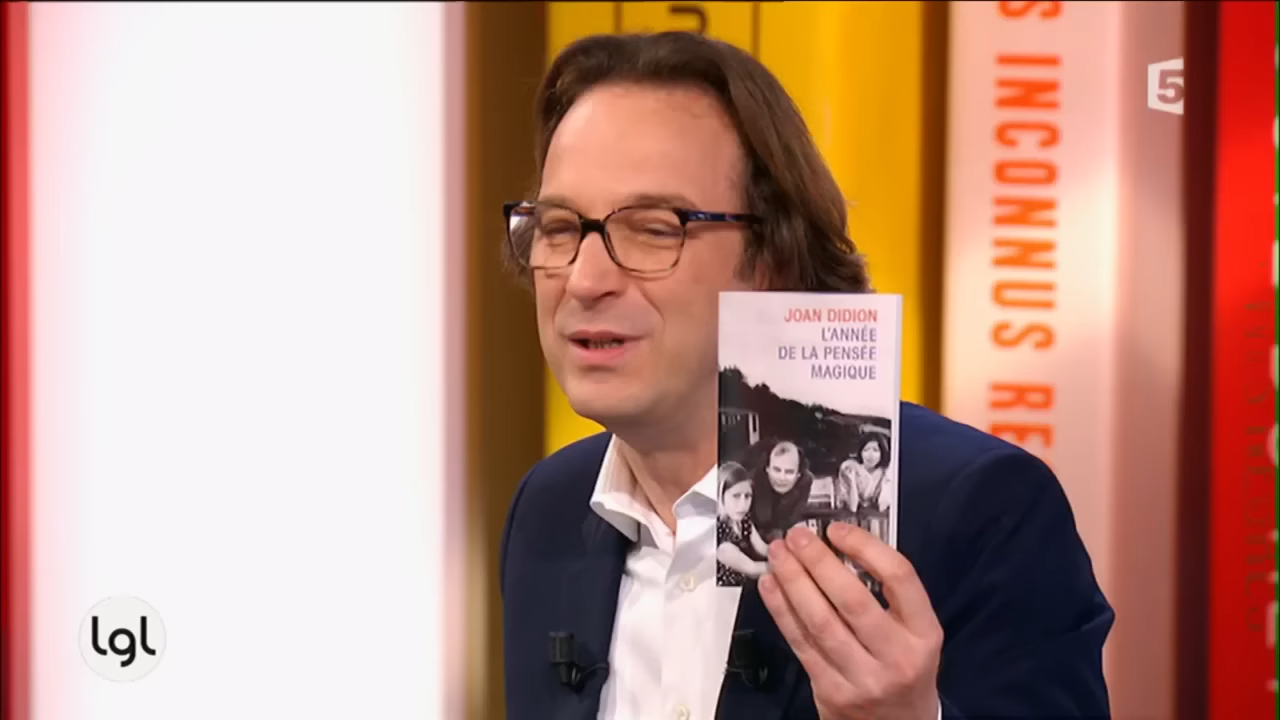 JOAN DIDION
L'ANNÉE
DE LA PENSÉE
MAGIQUE
S INCONNUS RE
5
lgl